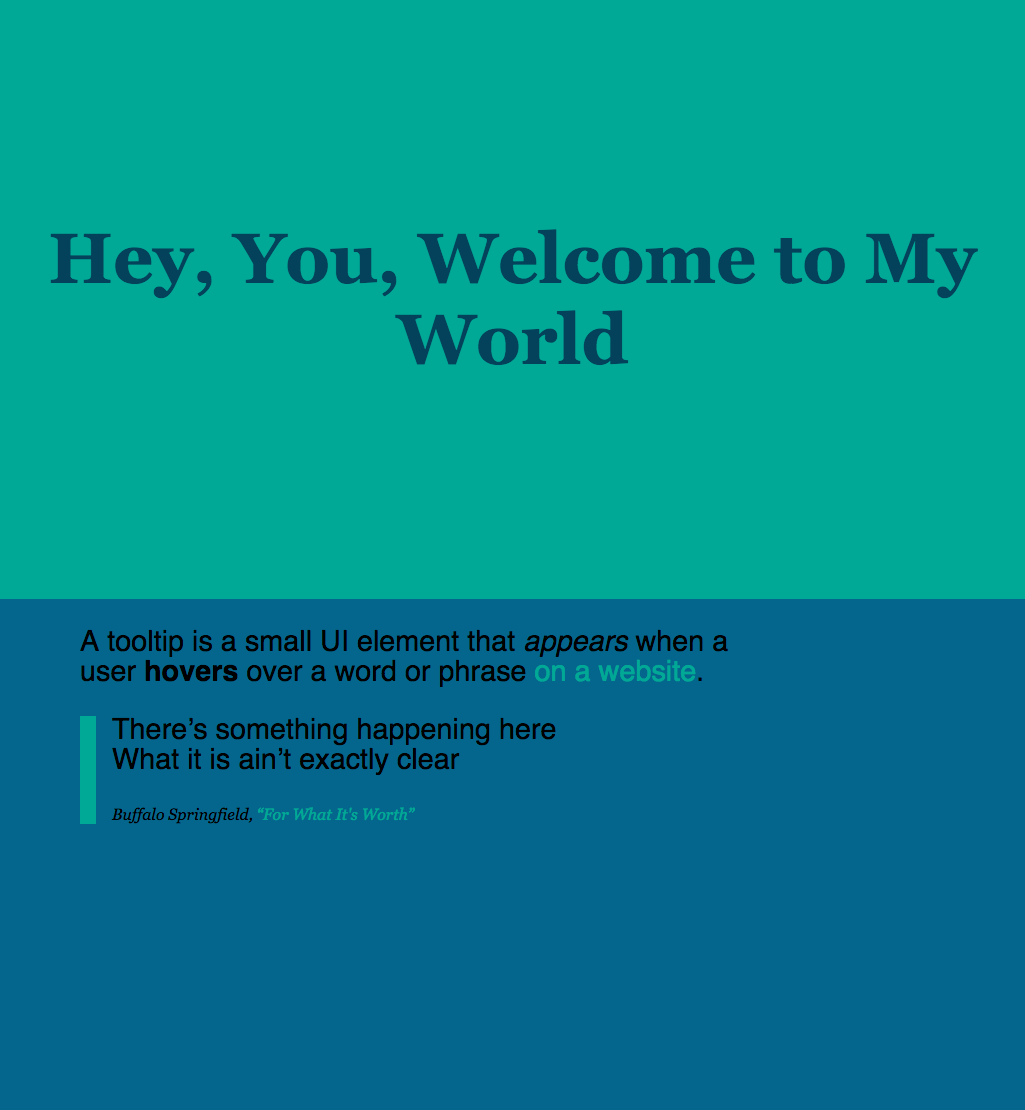 Hey, You, Welcome to My
World
A tooltip is a small UI element that appears when a
user hovers over a word or phrase on a website.
There’s something happening here
What it is ain’t exactly clear
Buffalo Springfield, “For What It's Worth”